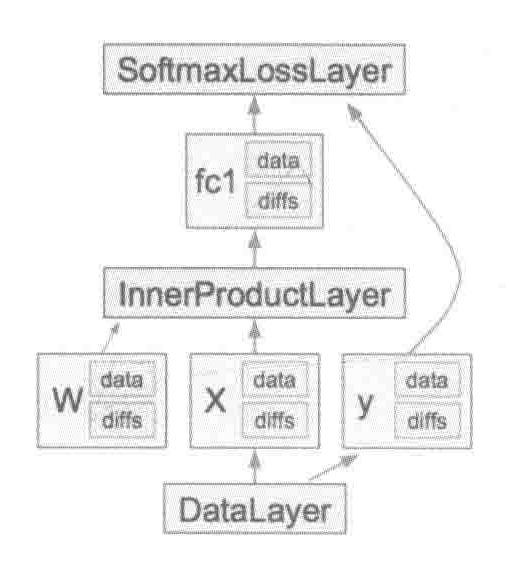 SoftmaxLossLayer
fc1
data
diffs
InnerProductLayer
W
data
diffs
X
data
diffs
y
data
diffs
DataLayer